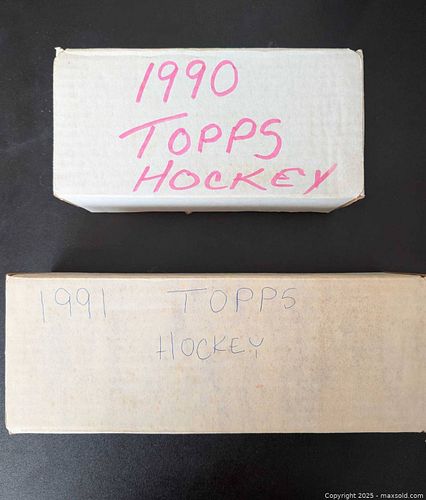 1990
TOPPS
HOCKEY
1991 TOPPS
HOCKEY
Copyright 2025 - maxsold.com